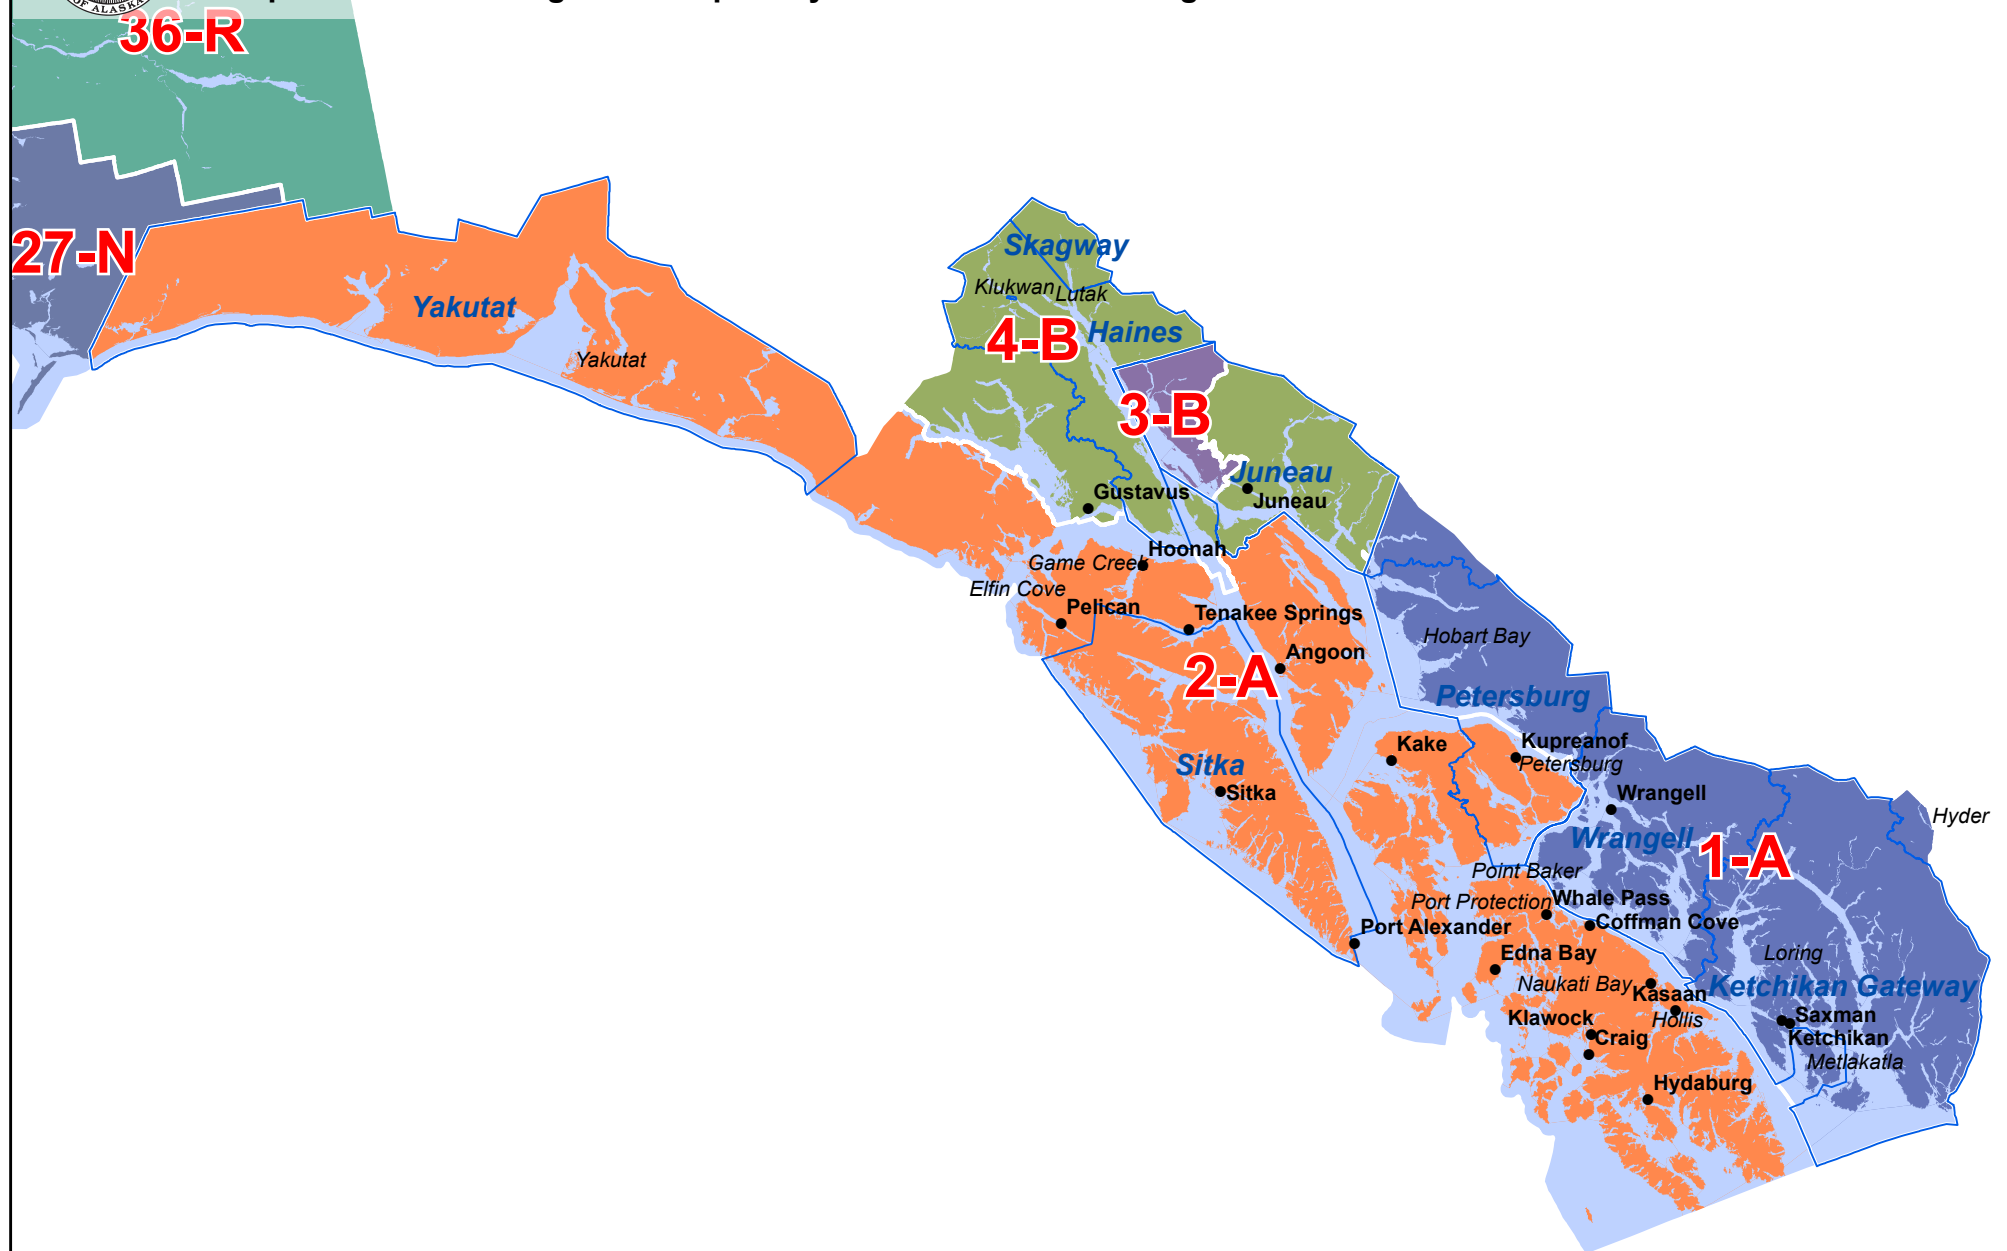 OF ALASKA
36-R
27-N
Yakutat
Yakutat
Skagway
Klukwan
Lutak
4-B
Haines
3-B
Juneau
Juneau
Gustavus
Hoonah
Game Creek
Elfin Cove
Pelican
Tenakee Springs
Angoon
2-A
Hobart Bay
Petersburg
Kake
Kupreanof
Petersburg
Sitka
Sitka
Wrangell
Wrangell
Hyder
1-A
Point Baker
Port Protection
Whale Pass
Coffman Cove
Port Alexander
Edna Bay
Naukati Bay
Kasaan
Loring
Ketchikan Gateway
Klawock
Hollis
Craig
Saxman
Ketchikan
Metlakatla
Hydaburg